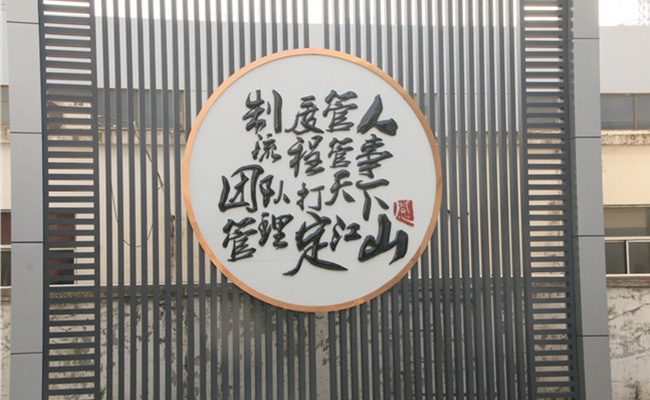 制度管人
流程管事
团队打天下
管理定江山